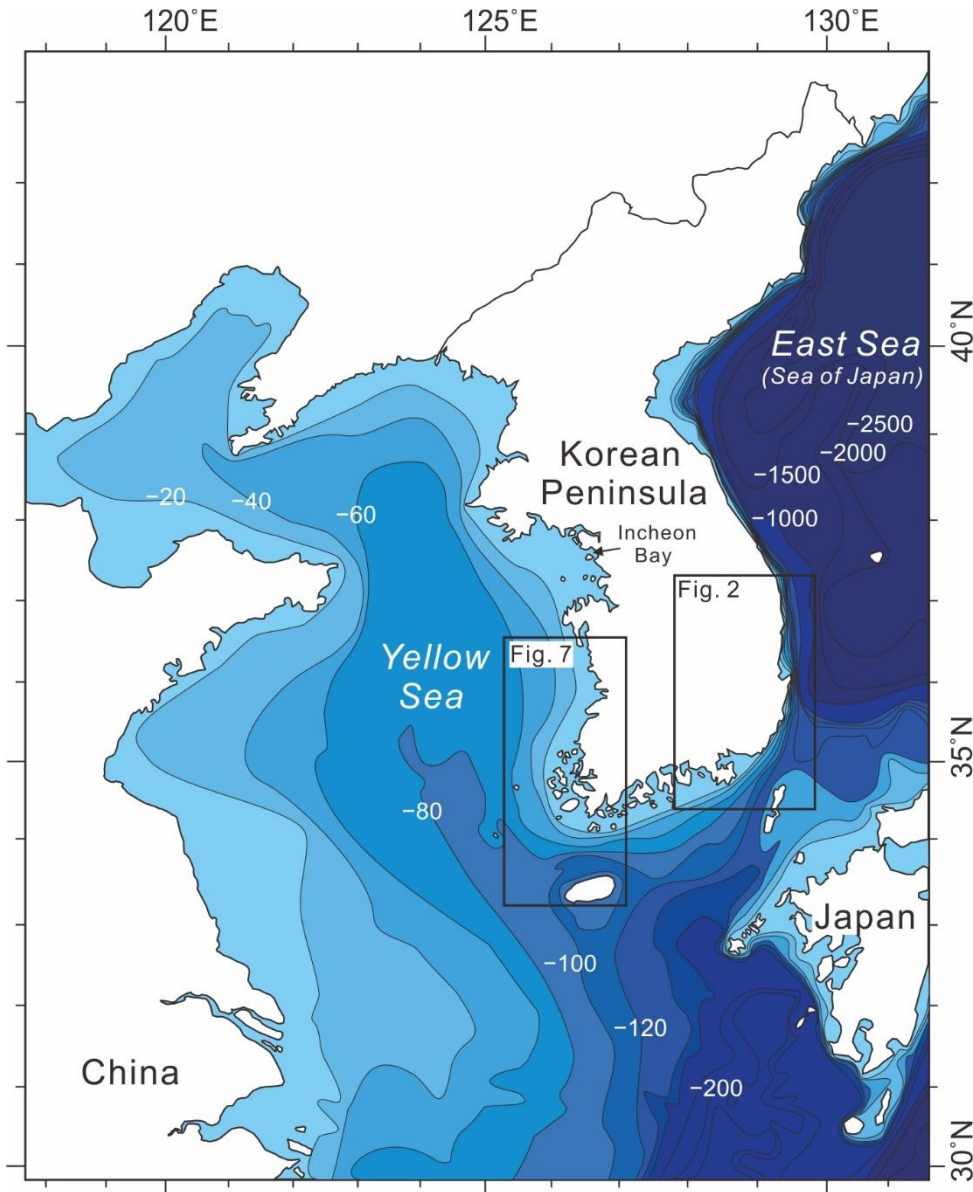 120°E
125°E
130°E
40°N
East Sea
(Sea of Japan)
−2500
−2000
−1500
−1000
Korean
Peninsula
Incheon
Bay
−20
−40
−60
Fig. 2
Yellow
Sea
Fig. 7
35°N
−80
Japan
−100
−120
China
−200
30°N